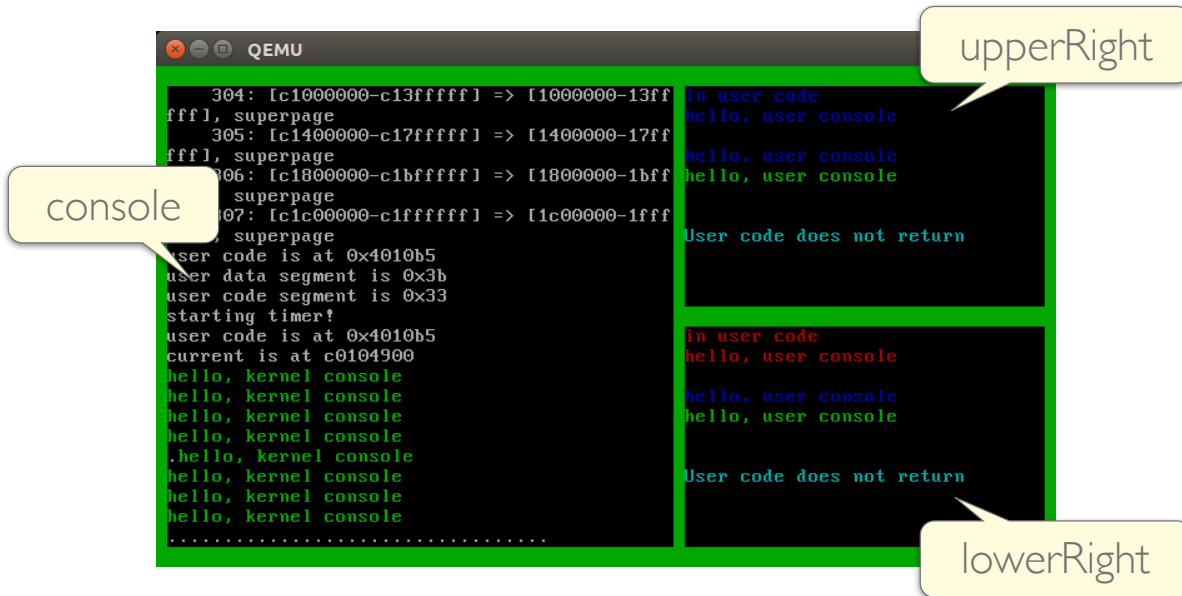 QEMU
304: [c1000000-c13fffff] => [1000000-13ff
fff], superpage
305: [c1400000-c17fffff] => [1400000-17ff
fff], superpage
306: [c1800000-c1bfffff] => [1800000-1bff
superpage
07: [c1c00000-c1ffffff] => [1c00000-1fff
, superpage
user code is at 0x4010b5
user data segment is 0x3b
user code segment is 0x33
starting timer!
user code is at 0x4010b5
current is at c0104900
hello, kernel console
hello, kernel console
hello, kernel console
hello, kernel console
.hello, kernel console
hello, kernel console
hello, kernel console
hello, kernel console
..................................
console
upperRight
in user code
hello, user console
hello, user console
hello, user console
User code does not return
in user code
hello, user console
hello, user console
hello, user console
User code does not return
lowerRight